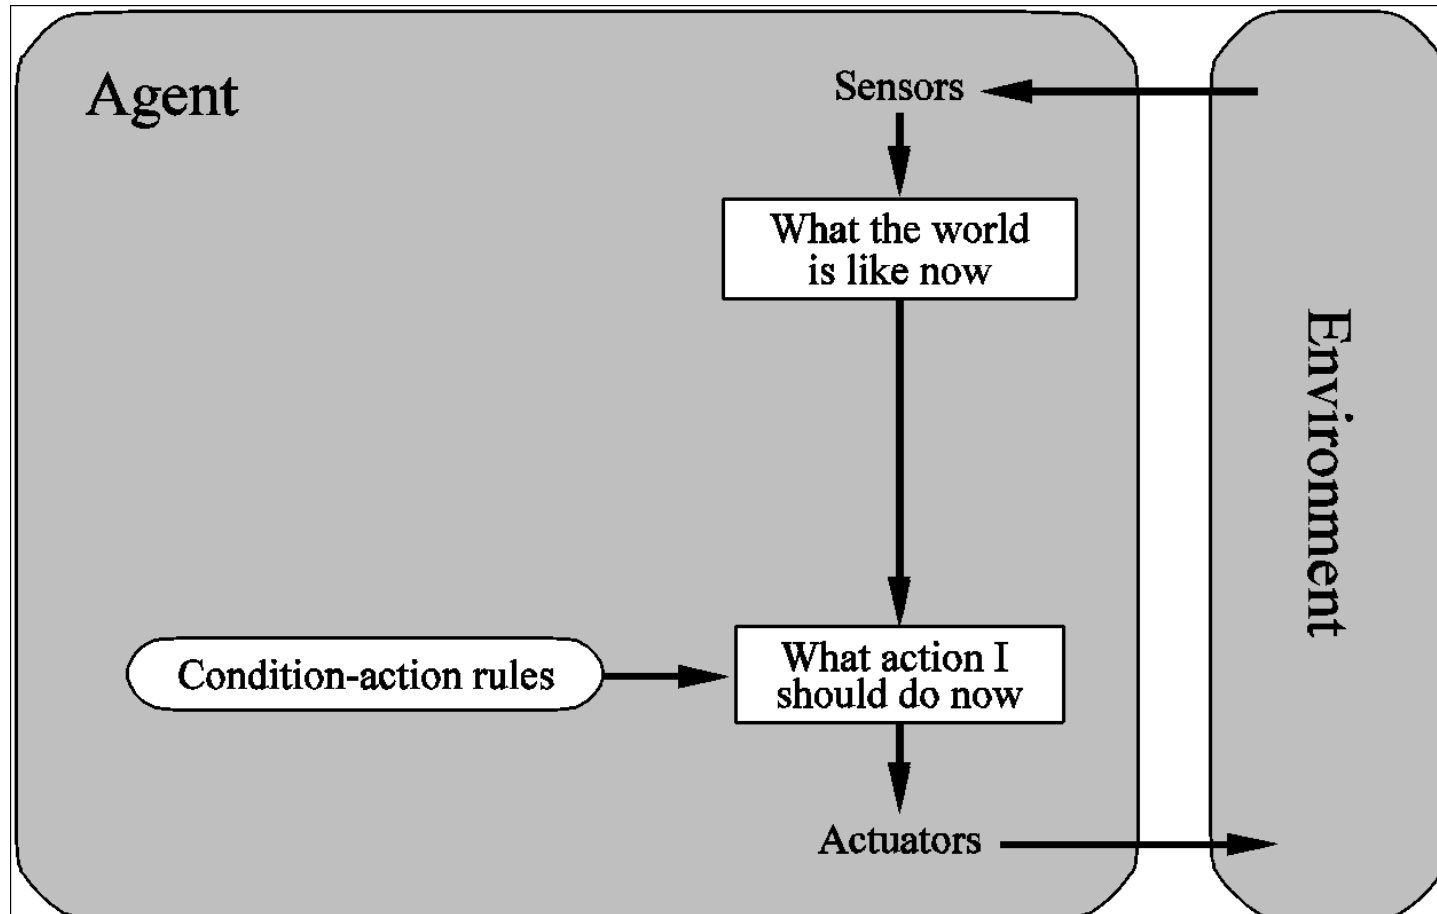 Agent
Sensors
What the world
is like now
Environment
Condition-action rules
What action I
should do now
Actuators